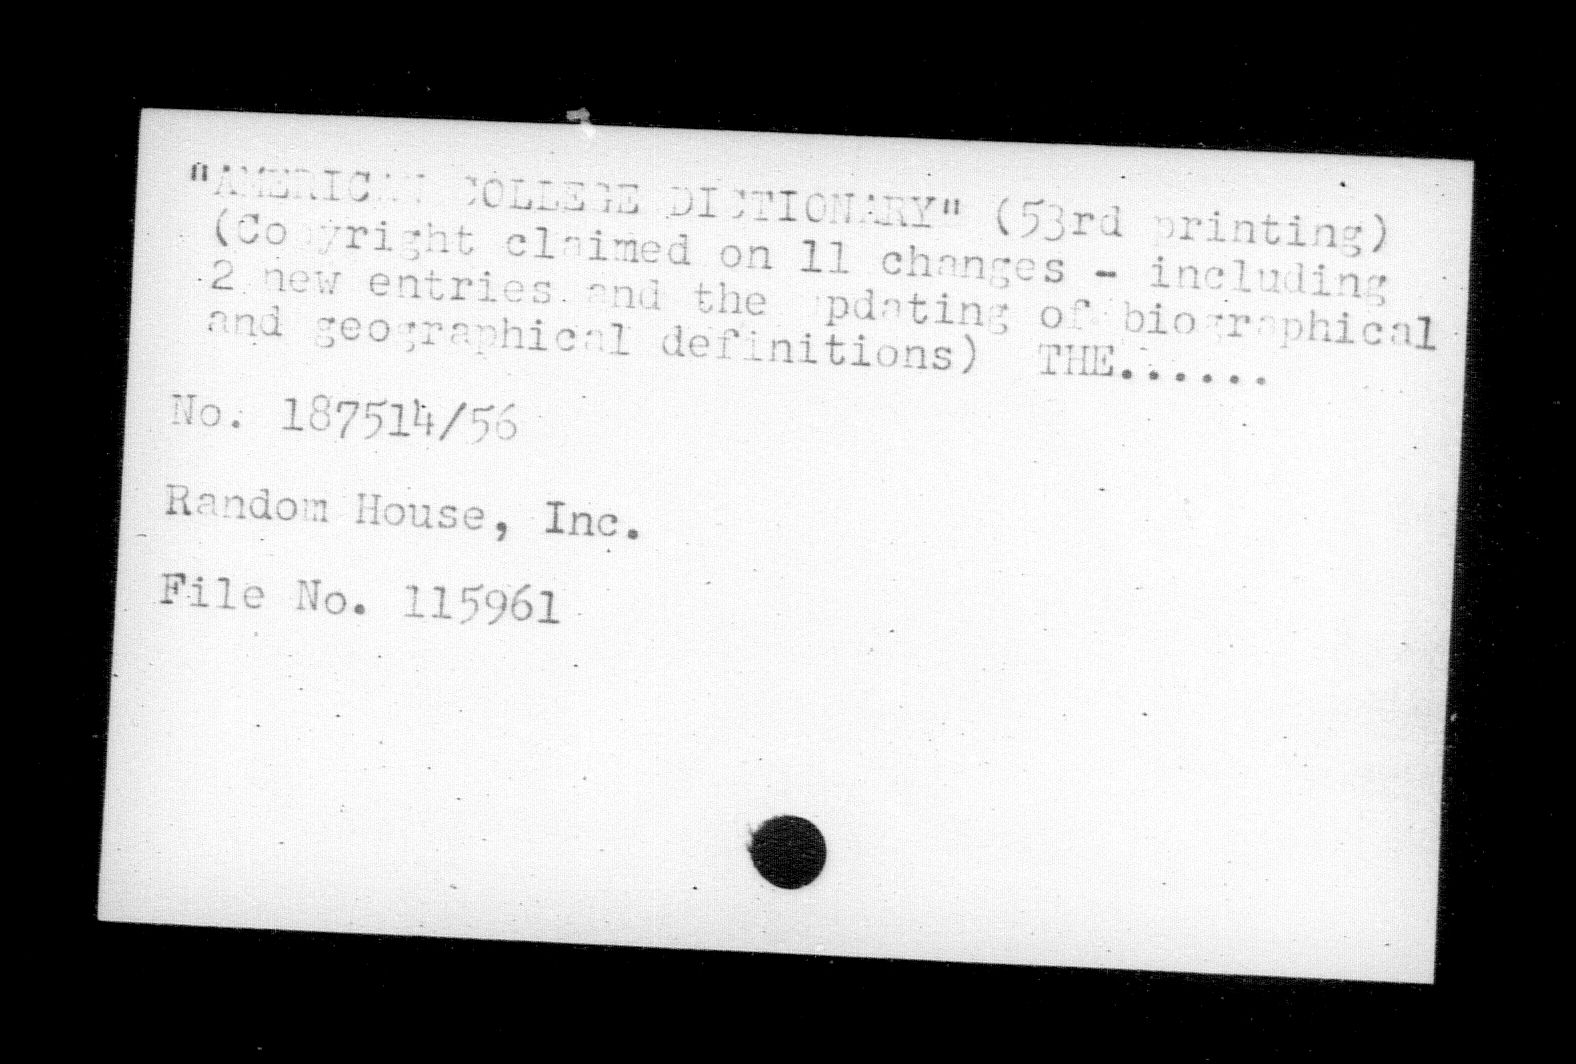 "AMERICAN COLLEGE DICTIONARY" (53rd printing)
(Copyright claimed on 11 changes - including
2 new entries and the updating of biographical
and geographical definitions) THE......
No. 187514/56
Random House, Inc.
File No. 115961